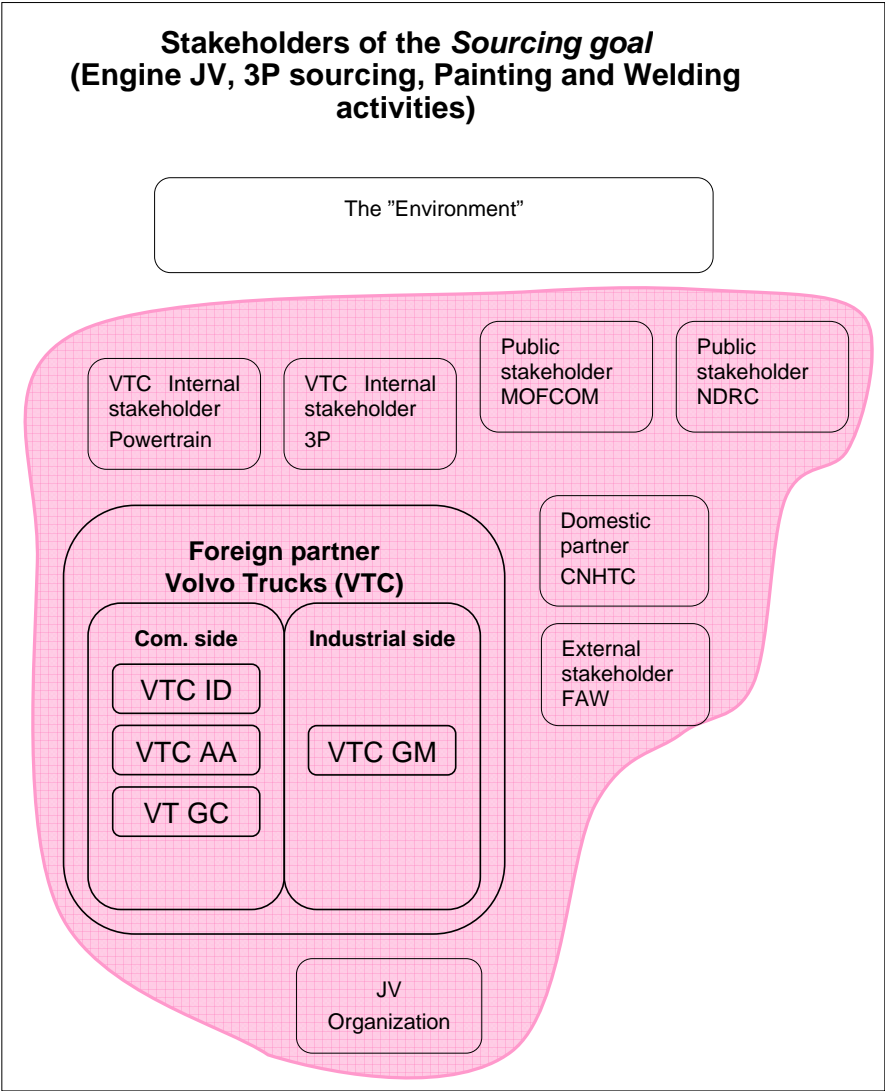 Stakeholders of the Sourcing goal
(Engine JV, 3P sourcing, Painting and Welding
activities)
The ”Environment”
VTC Internal
stakeholder
Powertrain
VTC Internal
stakeholder
3P
Public
stakeholder
MOFCOM
Public
stakeholder
NDRC
Foreign partner
Volvo Trucks (VTC)
Com. side
VTC ID
VTC AA
VT GC
Industrial side
VTC GM
Domestic
partner
CNHTC
External
stakeholder
FAW
JV
Organization